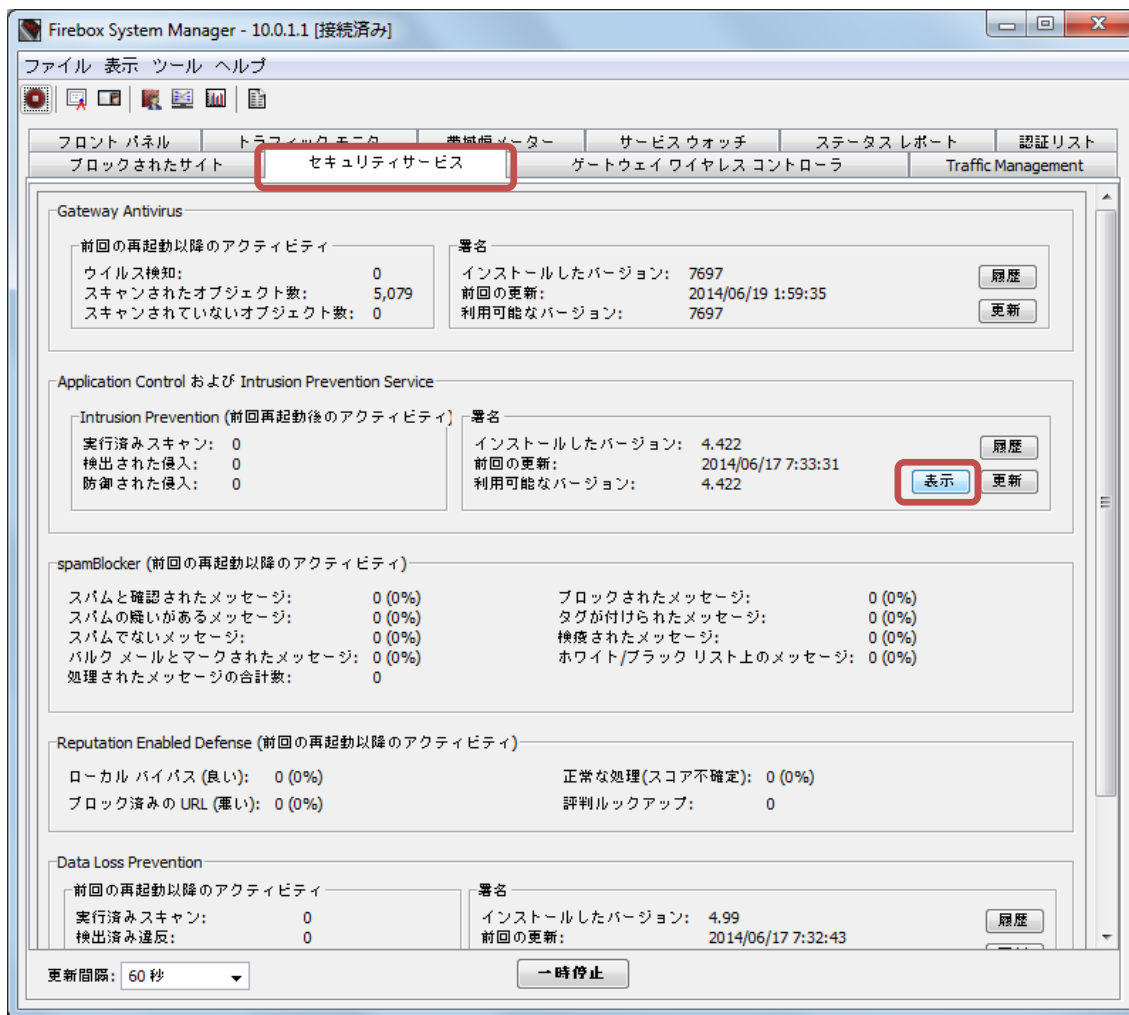 Firebox System Manager - 10.0.1.1 [接続済み]
ファイル 表示 ツール ヘルプ
フロント パネル トラフィック モニタ 帯域幅メーター サービス ウォッチ ステータス レポート 認証リスト
ブロックされたサイト セキュリティサービス ゲートウェイ ワイヤレス コントローラ Traffic Management
Gateway Antivirus
前回の再起動以降のアクティビティ 署名
ウイルス検知: 0 インストールしたバージョン: 7697 履歴
スキャンされたオブジェクト数: 5,079 前回の更新: 2014/06/19 1:59:35
スキャンされていないオブジェクト数: 0 利用可能なバージョン: 7697 更新
Application Control および Intrusion Prevention Service
Intrusion Prevention (前回再起動後のアクティビティ) 署名
実行済みスキャン: 0 インストールしたバージョン: 4.422 履歴
検出された侵入: 0 前回の更新: 2014/06/17 7:33:31
防御された侵入: 0 利用可能なバージョン: 4.422 表示 更新
spamBlocker (前回の再起動以降のアクティビティ)
スパムと確認されたメッセージ: 0 (0%) ブロックされたメッセージ: 0 (0%)
スパムの疑いがあるメッセージ: 0 (0%) タグが付けられたメッセージ: 0 (0%)
スパムでないメッセージ: 0 (0%) 検疫されたメッセージ: 0 (0%)
バルク メールとマークされたメッセージ: 0 (0%) ホワイト/ブラック リスト上のメッセージ: 0 (0%)
処理されたメッセージの合計数: 0
Reputation Enabled Defense (前回の再起動以降のアクティビティ)
ローカル バイパス (良い): 0 (0%) 正常な処理(スコア不確定): 0 (0%)
ブロック済みの URL (悪い): 0 (0%) 評判ルックアップ: 0
Data Loss Prevention
前回の再起動以降のアクティビティ 署名
実行済みスキャン: 0 インストールしたバージョン: 4.99 履歴
検出済み違反: 0 前回の更新: 2014/06/17 7:32:43
更新間隔: 60 秒 一時停止